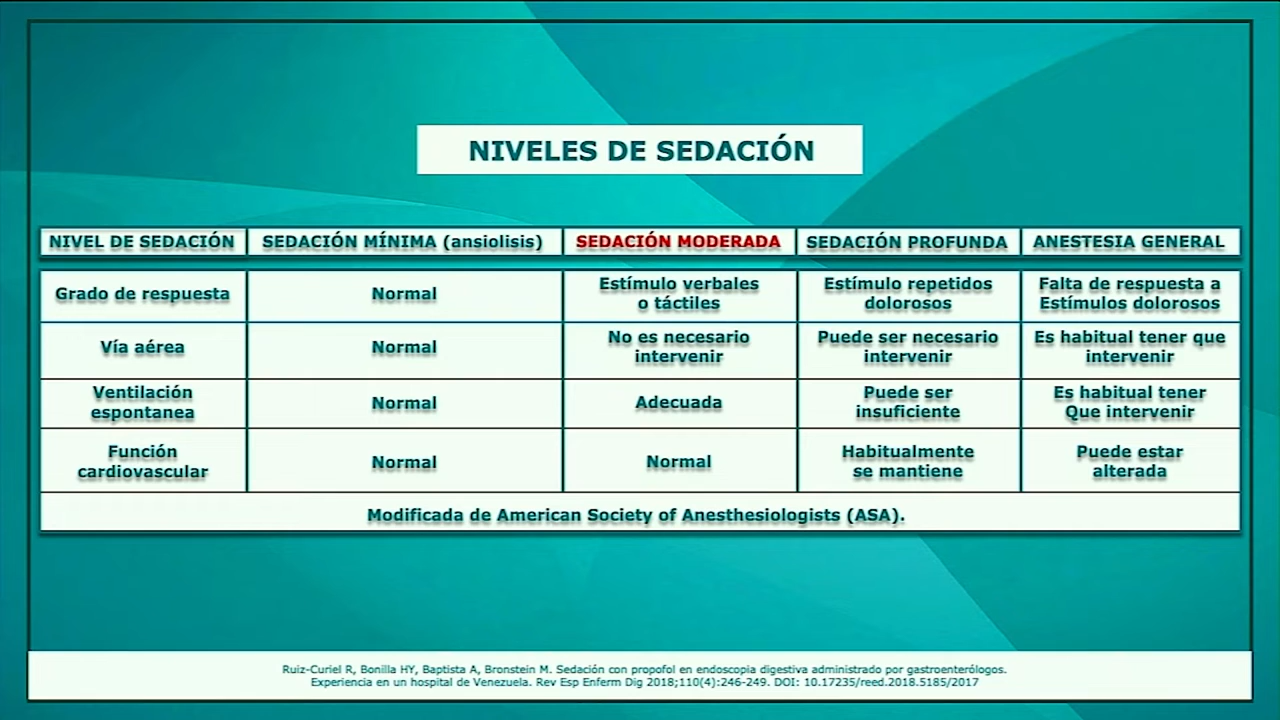 NIVELES DE SEDACIÓN
NIVEL DE SEDACIÓN SEDACIÓN MÍNIMA (ansiolisis) SEDACIÓN MODERADA SEDACIÓN PROFUNDA ANESTESIA GENERAL
Grado de respuesta
Normal
Estímulo verbales
o táctiles
Estímulo repetidos
dolorosos
Falta de respuesta a
Estímulos dolorosos
Vía aérea
Normal
No es necesario
intervenir
Puede ser necesario
intervenir
Es habitual tener que
intervenir
Ventilación
espontanea
Normal
Adecuada
Puede ser
insuficiente
Es habitual tener
Que intervenir
Función
cardiovascular
Normal
Normal
Habitualmente
se mantiene
Puede estar
alterada
Modificada de American Society of Anesthesiologists (ASA).
Ruiz-Curiel R, Bonilla HY, Baptista A, Bronstein M. Sedación con propofol en endoscopia digestiva administrado por gastroenterólogos.
Experiencia en un hospital de Venezuela. Rev Esp Enferm Dig 2018;110(4):246-249. DOI: 10.17235/reed.2018.5185/2017